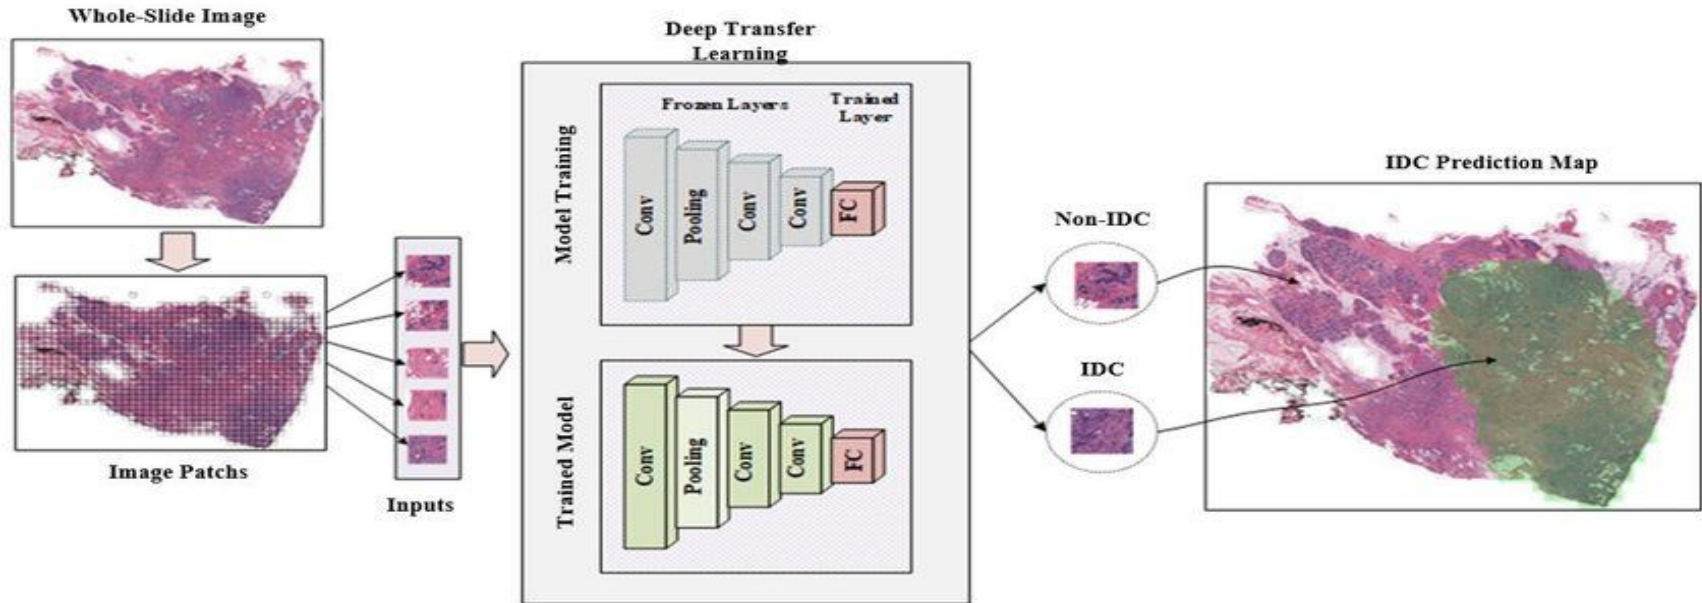 Whole-Slide Image
Image Patchs
Inputs
Deep Transfer
Learning
Model Training
Frozen Layers
Trained
Layer
Conv
Pooling
Conv
Conv
FC
Trained Model
Conv
Pooling
Conv
Conv
FC
Non-IDC
IDC
IDC Prediction Map